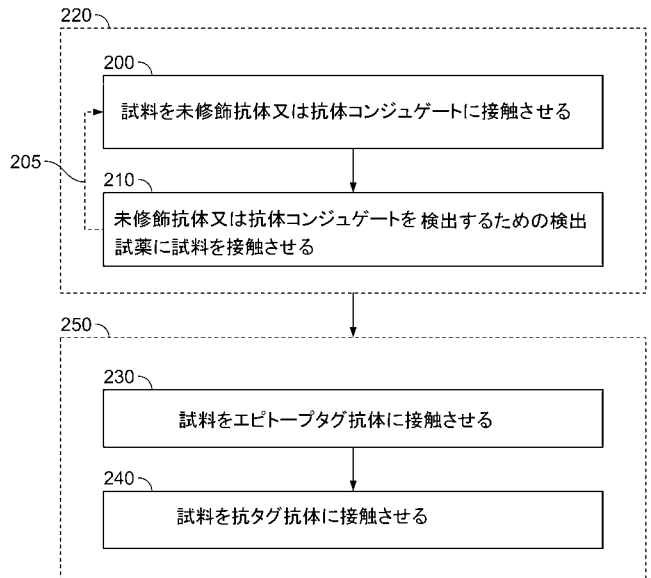 220
200
試料を未修飾抗体又は抗体コンジュゲートに接触させる
205
210
未修飾抗体又は抗体コンジュゲートを検出するための検出
試薬に試料を接触させる
250
230
試料をエピトープタグ抗体に接触させる
240
試料を抗タグ抗体に接触させる